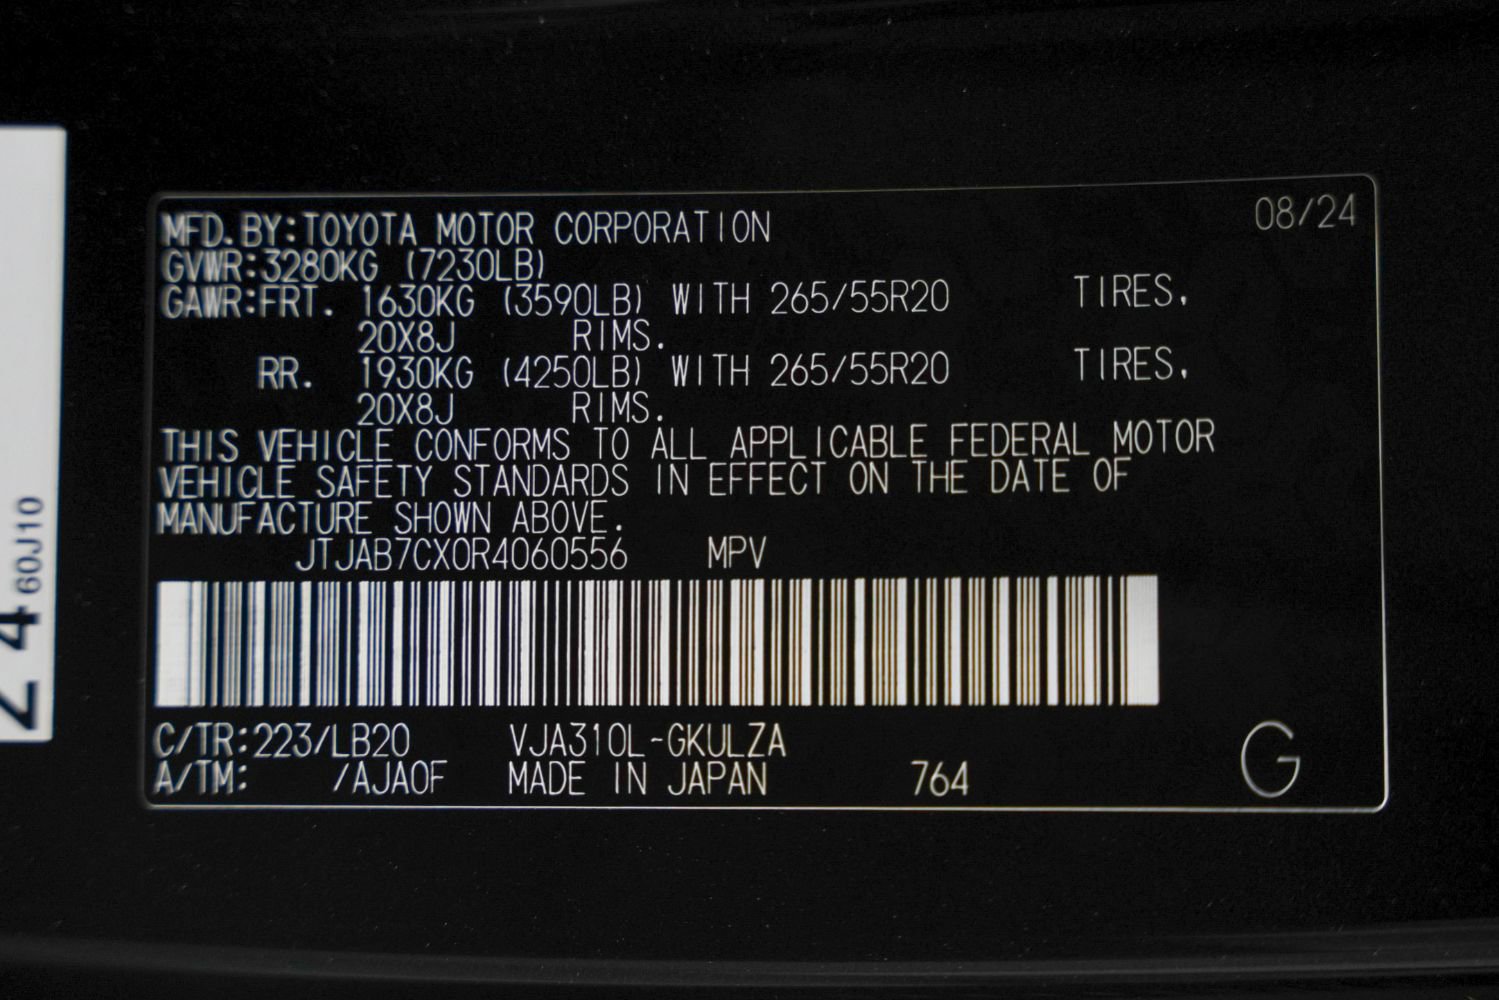 08/24
MFD.BY:TOYOTA MOTOR CORPORATION
GVWR:3280KG (7230LB)
GAWR:FRT. 1630KG (3590LB) WITH 265/55R20 TIRES,
20X8J RIMS.
RR. 1930KG (4250LB) WITH 265/55R20 TIRES,
20X8J RIMS.
THIS VEHICLE CONFORMS TO ALL APPLICABLE FEDERAL MOTOR
VEHICLE SAFETY STANDARDS IN EFFECT ON THE DATE OF
MANUFACTURE SHOWN ABOVE.
JTJAB7CX0R4060556 MPV
C/TR:223/LB20 VJA310L-GKULZA
A/TM: /AJA0F MADE IN JAPAN 764
G
60J10